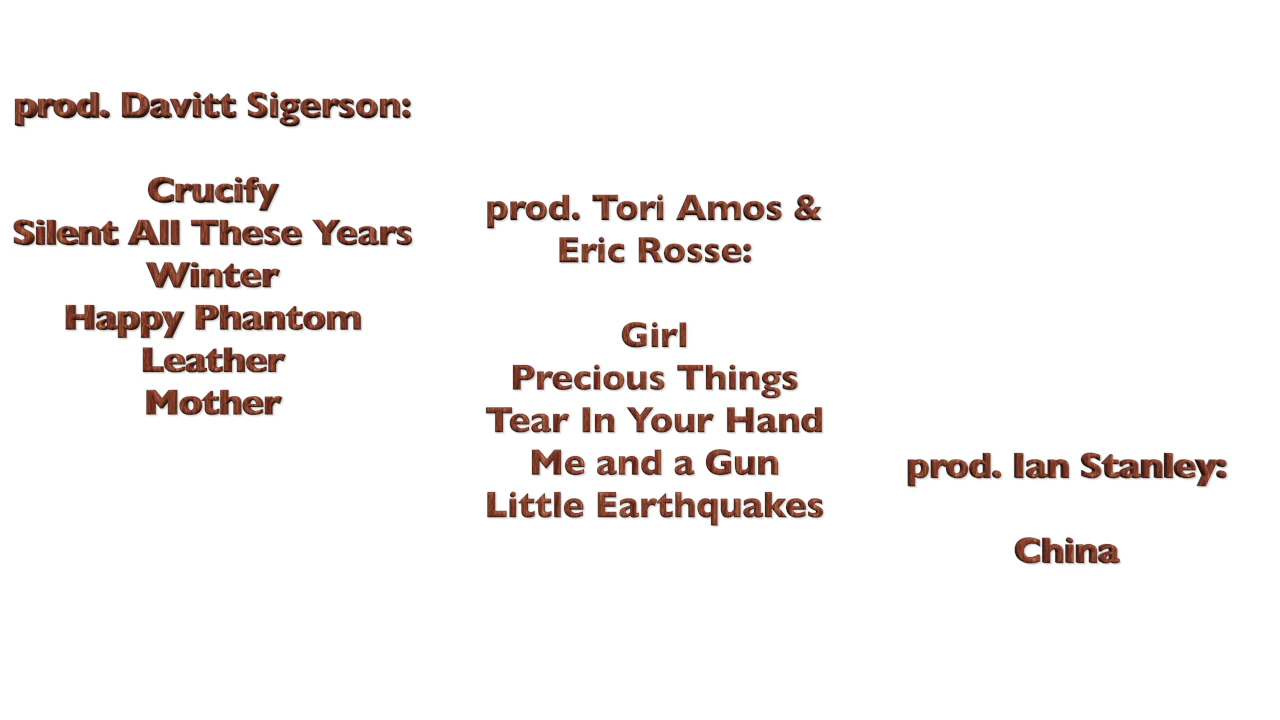 prod. Davitt Sigerson:
Crucify
Silent All These Years
Winter
Happy Phantom
Leather
Mother
prod. Tori Amos &
Eric Rosse:
Girl
Precious Things
Tear In Your Hand
Me and a Gun
Little Earthquakes
prod. Ian Stanley:
China